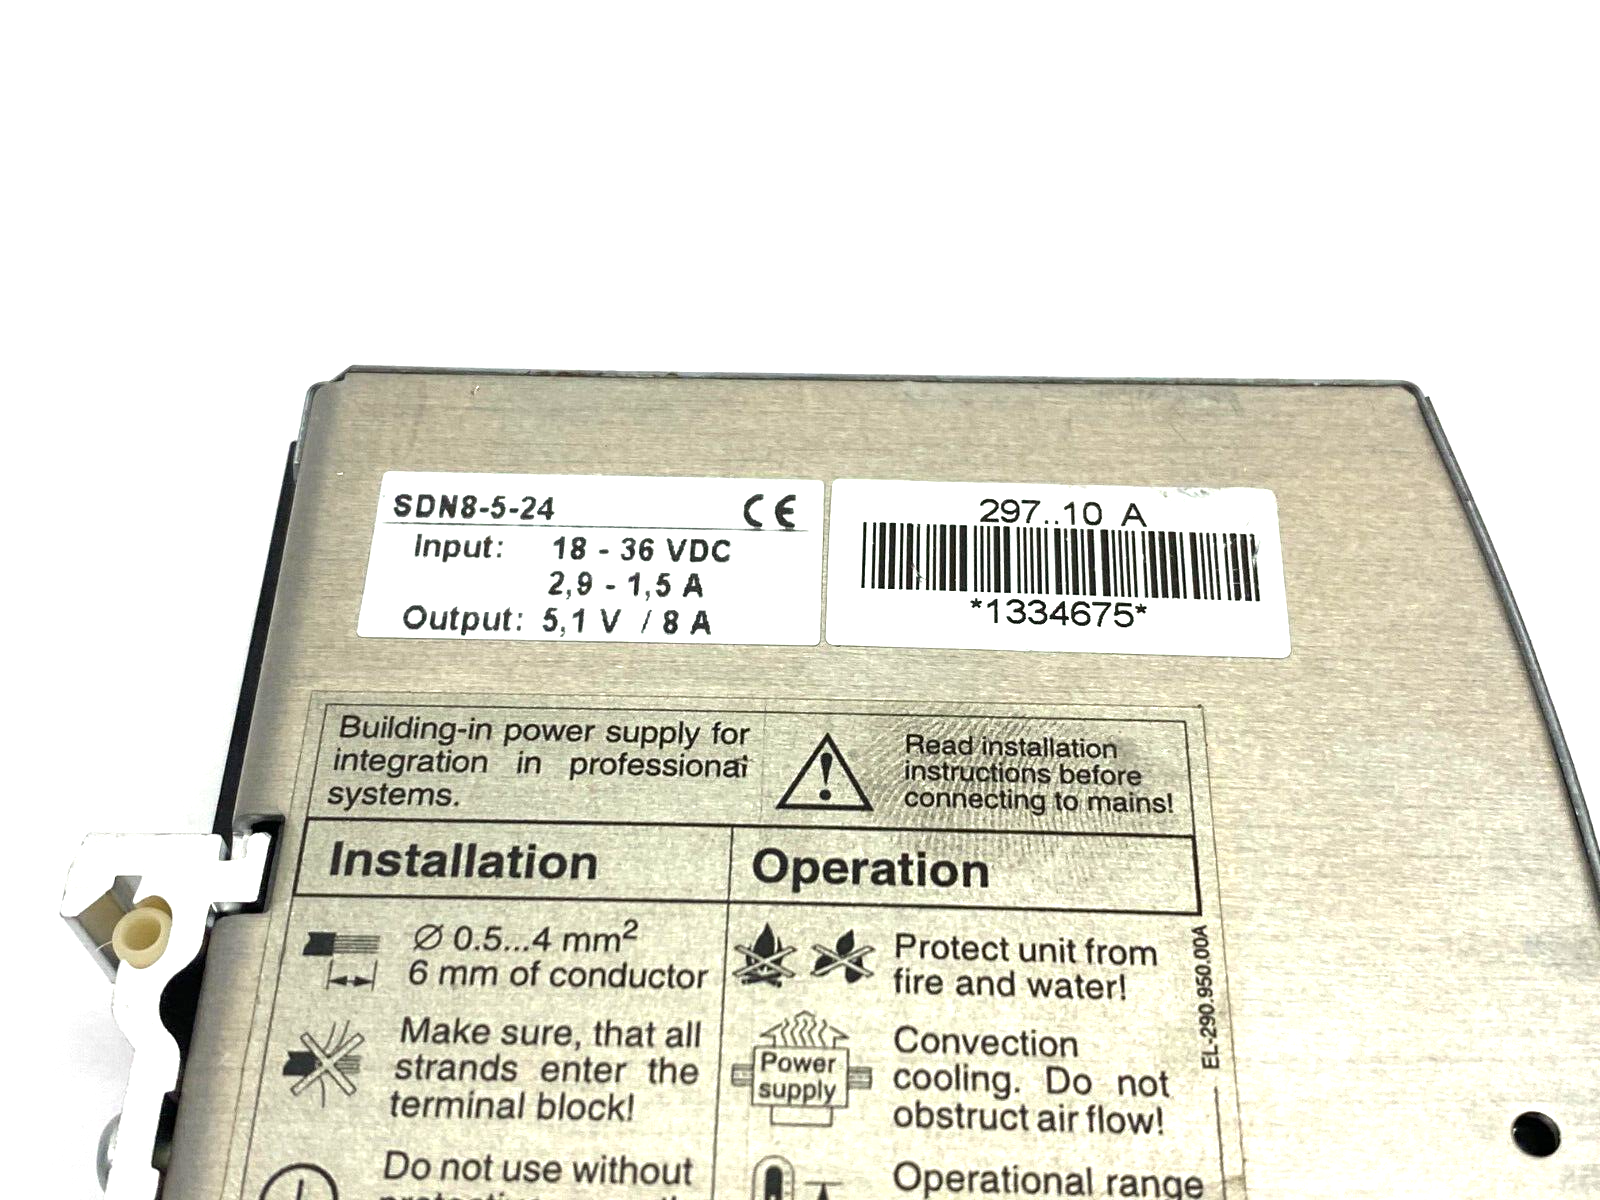 SDN8-5-24 CE
Input: 18 - 36 VDC
2,9 - 1,5 A
Output: 5,1 V / 8 A
297..10 A
*1334675*
Building-in power supply for
integration in professional
systems.
Read installation
instructions before
connecting to mains!
Installation
Ø 0.5...4 mm²
6 mm of conductor
Make sure, that all
strands enter the
terminal block!
Do not use without
Operation
Protect unit from
fire and water!
Power
supply
Convection
cooling. Do not
obstruct air flow!
Operational range
EL-290.950.00A